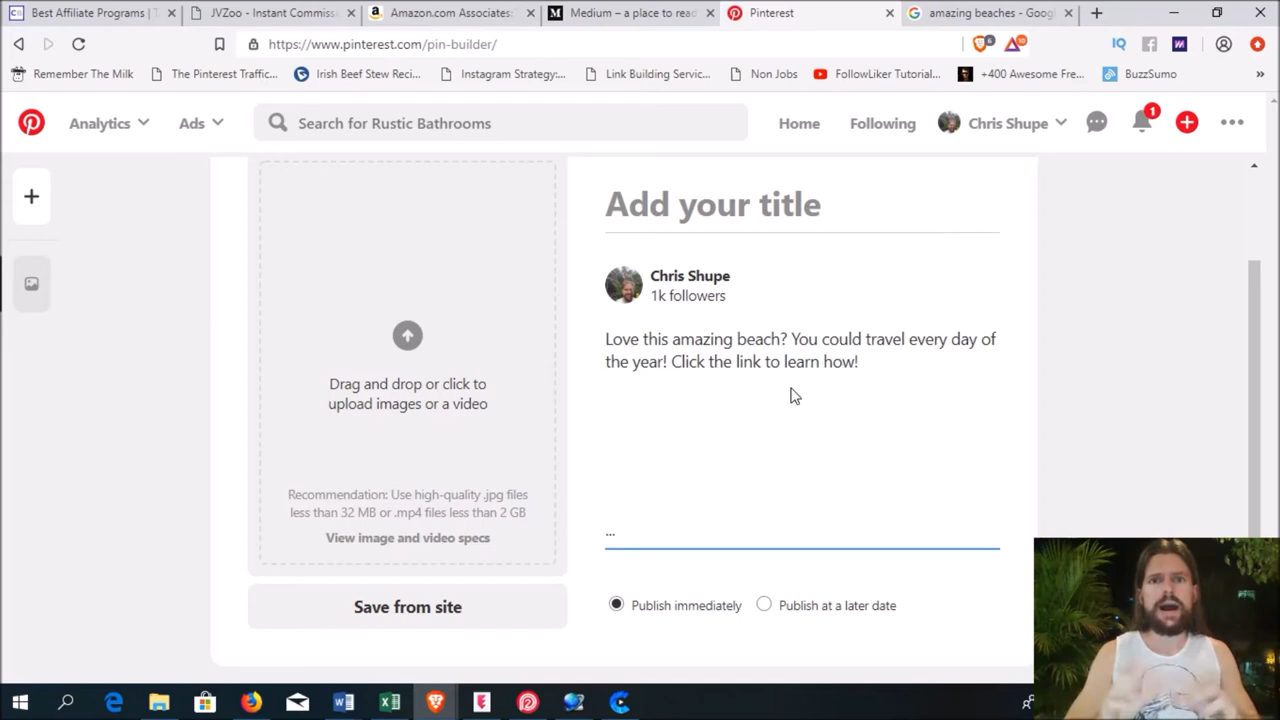 Best Affiliate Programs | T
JVZoo - Instant Commiss
Amazon.com Associates:
Medium – a place to read
Pinterest
amazing beaches - Goog
https://www.pinterest.com/pin-builder/
6
10
IQ
Remember The Milk
The Pinterest Traffic...
Irish Beef Stew Reci...
Instagram Strategy:...
Link Building Servic...
Non Jobs
FollowLiker Tutorial...
+400 Awesome Fre...
BuzzSumo
»
Analytics
Ads
Search for Rustic Bathrooms
Home
Following
Chris Shupe
1
Add your title
Chris Shupe
1k followers
Love this amazing beach? You could travel every day of
the year! Click the link to learn how!
...
Drag and drop or click to
upload images or a video
Recommendation: Use high-quality .jpg files
less than 32 MB or .mp4 files less than 2 GB
View image and video specs
Save from site
Publish immediately
Publish at a later date